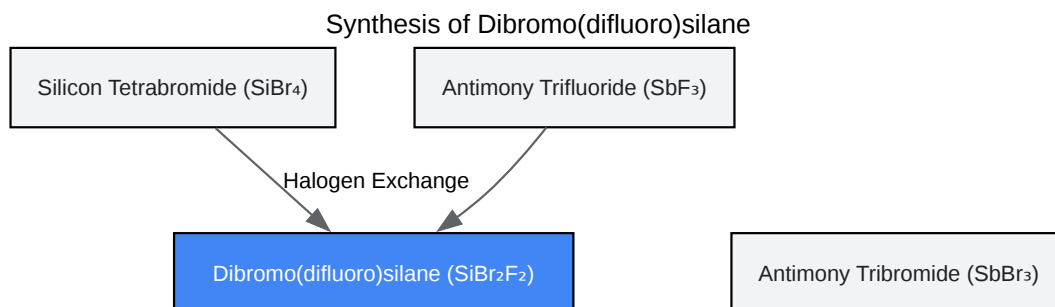 Synthesis of Dibromo(difluoro)silane
Silicon Tetrabromide (SiBr₄)
Antimony Trifluoride (SbF₃)
Halogen Exchange
Dibromo(difluoro)silane (SiBr₂F₂)
Antimony Tribromide (SbBr₃)